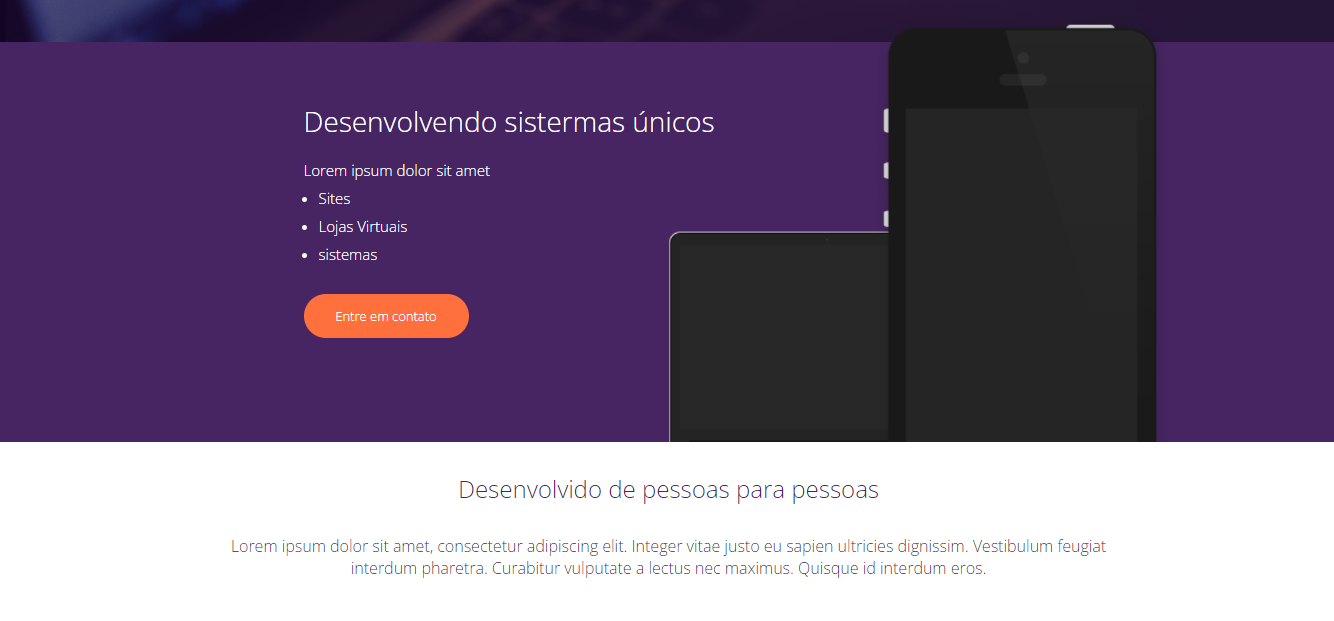 Desenvolvendo sistermas únicos
Lorem ipsum dolor sit amet
Sites
Lojas Virtuais
sistemas
Entre em contato
Desenvolvido de pessoas para pessoas
Lorem ipsum dolor sit amet, consectetur adipiscing elit. Integer vitae justo eu sapien ultricies dignissim. Vestibulum feugiat
interdum pharetra. Curabitur vulputate a lectus nec maximus. Quisque id interdum eros.